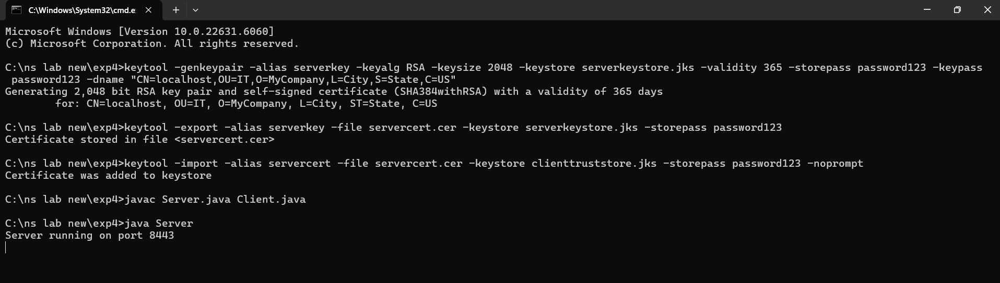 C:\Windows\System32\cmd.e
Microsoft Windows [Version 10.0.22631.6060]
(c) Microsoft Corporation. All rights reserved.
C:\ns lab new\exp4>keytool -genkeypair -alias serverkey -keyalg RSA -keysize 2048 -keystore serverkeystore.jks -validity 365 -storepass password123 -keypass
password123 -dname "CN=localhost,OU=IT,O=MyCompany,L=City,S=State,C=US"
Generating 2,048 bit RSA key pair and self-signed certificate (SHA384withRSA) with a validity of 365 days
for: CN=localhost, OU=IT, O=MyCompany, L=City, ST=State, C=US
C:\ns lab new\exp4>keytool -export -alias serverkey -file servercert.cer -keystore serverkeystore.jks -storepass password123
Certificate stored in file <servercert.cer>
C:\ns lab new\exp4>keytool -import -alias servercert -file servercert.cer -keystore clienttruststore.jks -storepass password123 -noprompt
Certificate was added to keystore
C:\ns lab new\exp4>javac Server.java Client.java
C:\ns lab new\exp4>java Server
Server running on port 8443